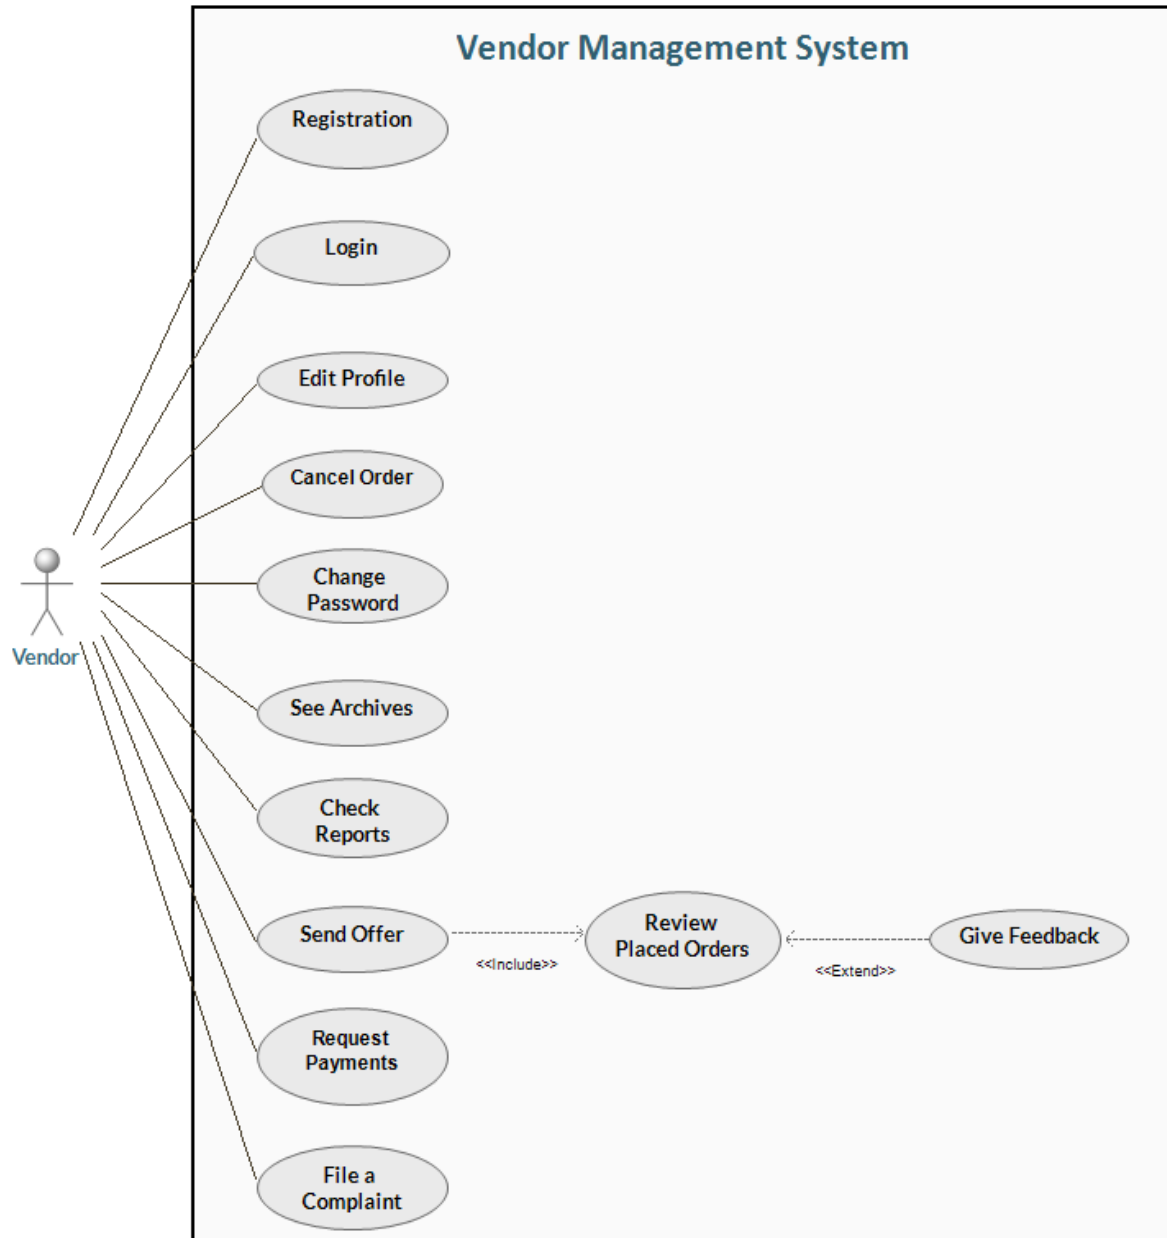 Vendor Management System
Registration
Login
Edit Profile
Cancel Order
Change
Password
Vendor
See Archives
Check
Reports
Send Offer
<<Include>>
Review
Placed Orders
<<Extend>>
Give Feedback
Request
Payments
File a
Complaint